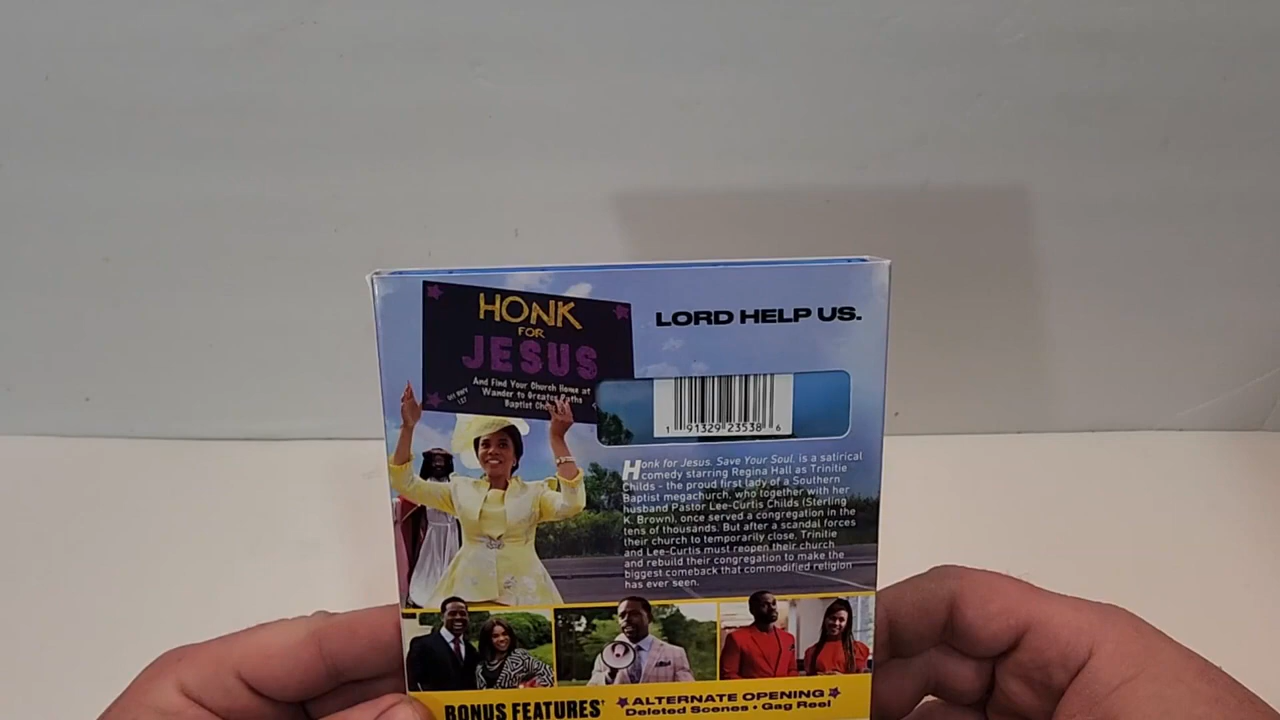 HONK
FOR
JESUS
And Find Your Church Home at
Wander to Greater Paths
Baptist
LORD HELP US.
1 91329 23538 6
Honk for Jesus. Save Your Soul. is a satirical
comedy starring Regina Hall as Trinitie
Childs - the proud first lady of a Southern
Baptist megachurch, who together with her
husband Pastor Lee-Curtis Childs (Sterling
K. Brown), once served a congregation in the
tens of thousands. But after a scandal forces
their church to temporarily close, Trinitie
and Lee-Curtis must reopen their church
and rebuild their congregation to make the
biggest comeback that commodified religion
has ever seen.
BONUS FEATURES†
ALTERNATE OPENING
Deleted Scenes • Gag Reel